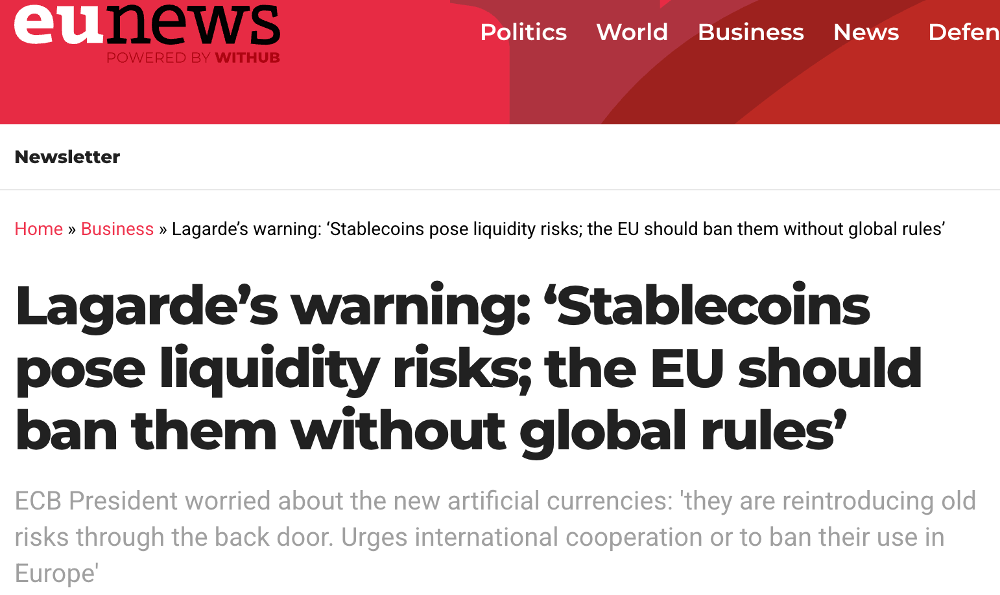 eunews
POWERED BY WITHUB
Politics World Business News Defen
Newsletter
Home » Business » Lagarde’s warning: ‘Stablecoins pose liquidity risks; the EU should ban them without global rules’
Lagarde’s warning: ‘Stablecoins
pose liquidity risks; the EU should
ban them without global rules’
ECB President worried about the new artificial currencies: 'they are reintroducing old
risks through the back door. Urges international cooperation or to ban their use in
Europe'